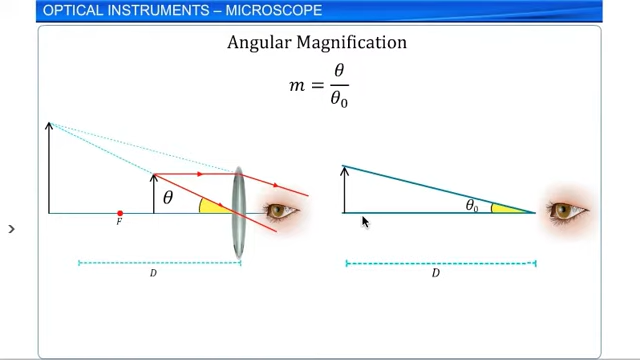 OPTICAL INSTRUMENTS – MICROSCOPE
Angular Magnification
m = θ/θ₀
θ
F
D
θ₀
D